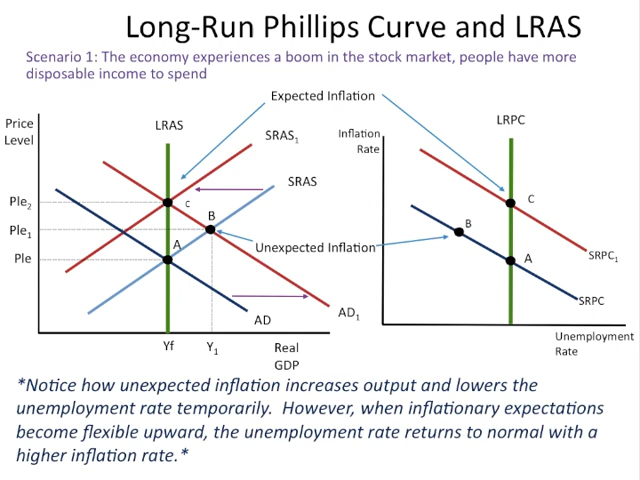 Long-Run Phillips Curve and LRAS
Scenario 1: The economy experiences a boom in the stock market, people have more
disposable income to spend
Expected Inflation
Price
Level
LRAS
SRAS₁
SRAS
Ple₂
Ple₁
Ple
C
B
A
Unexpected Inflation
AD
AD₁
Yf
Y₁
Real
GDP
Inflation
Rate
LRPC
C
B
A
SRPC₁
SRPC
Unemployment
Rate
*Notice how unexpected inflation increases output and lowers the
unemployment rate temporarily. However, when inflationary expectations
become flexible upward, the unemployment rate returns to normal with a
higher inflation rate.*